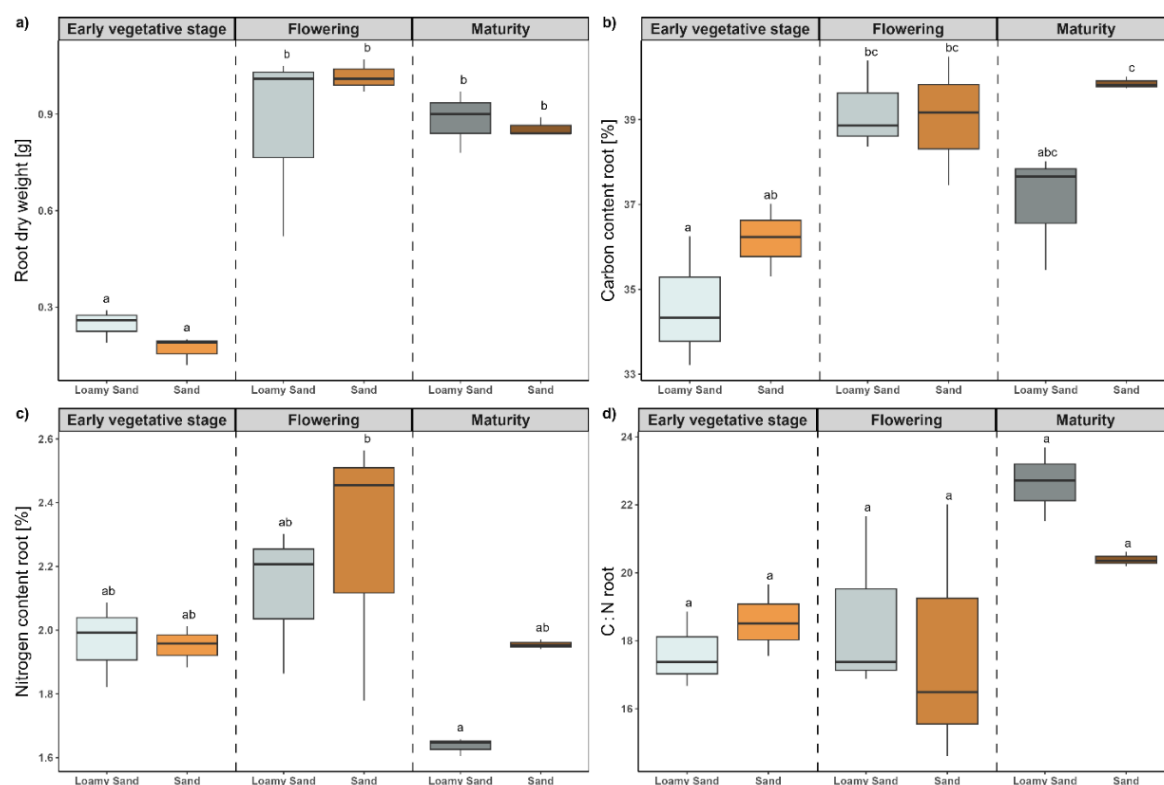 a)
Early vegetative stage Flowering Maturity
b b
b
b
a
a
0.9
0.6
0.3
Root dry weight [g]
Loamy Sand Sand Loamy Sand Sand Loamy Sand Sand
b)
Early vegetative stage Flowering Maturity
bc bc
c
abc
ab
a
39
37
35
33
Carbon content root [%]
Loamy Sand Sand Loamy Sand Sand Loamy Sand Sand
c)
Early vegetative stage Flowering Maturity
2.6
2.4
2.2
2.0
1.8
1.6
b
ab
ab ab
ab
a
Nitrogen content root [%]
Loamy Sand Sand Loamy Sand Sand Loamy Sand Sand
d)
Early vegetative stage Flowering Maturity
24
22
20
18
16
a
a
a
a
a
a
C : N root
Loamy Sand Sand Loamy Sand Sand Loamy Sand Sand